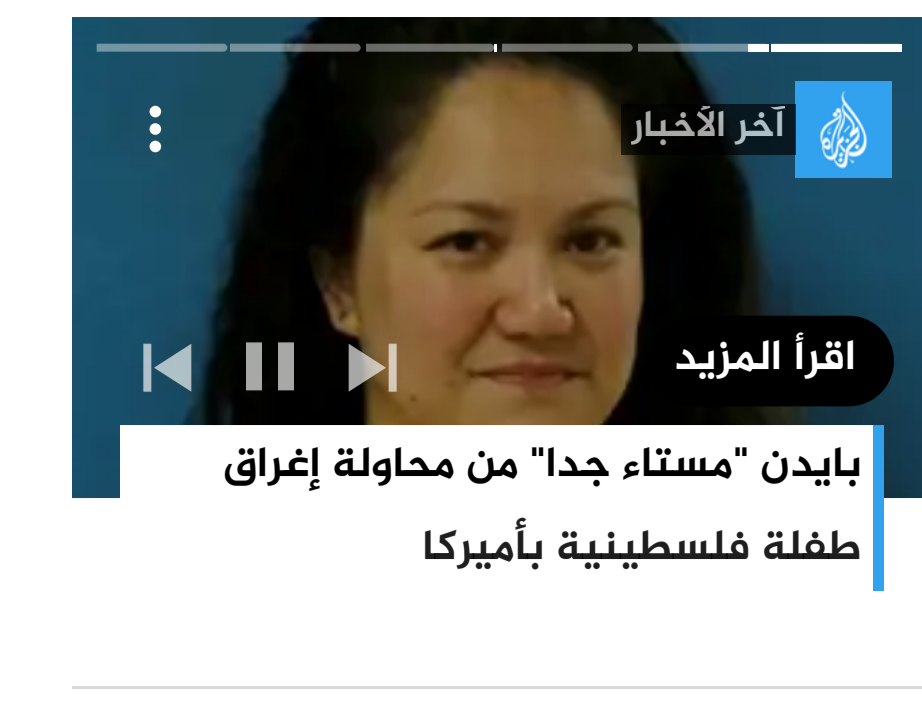 آخر الأخبار
اقرأ المزيد
بايدن "مستاء جدا" من محاولة إغراق
طفلة فلسطينية بأميركا